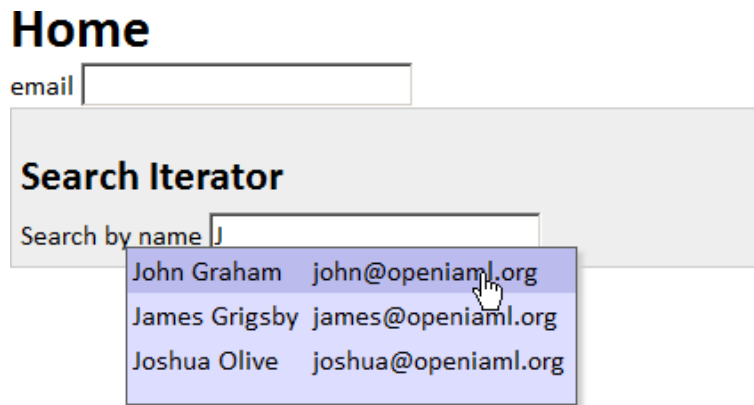 Home
email
Search Iterator
Search by name J
John Graham john@openiaml.org
James Grigsby james@openiaml.org
Joshua Olive joshua@openiaml.org